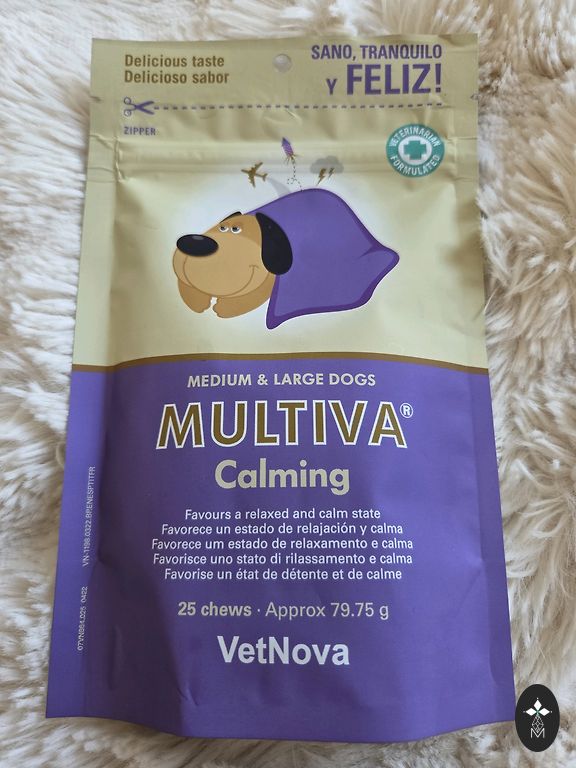 Delicious taste
Delicioso sabor
SANO, TRANQUILO
Y FELIZ!
ZIPPER
VETERINARIAN
FORMULATED
MEDIUM & LARGE DOGS
MULTIVA®
Calming
Favours a relaxed and calm state
Favorece un estado de relajación y calma
Favorece um estado de relaxamento e calma
Favorisce uno stato di rilassamento e calma
Favorise un état de détente et de calme
25 chews · Approx 79.75 g
VetNova